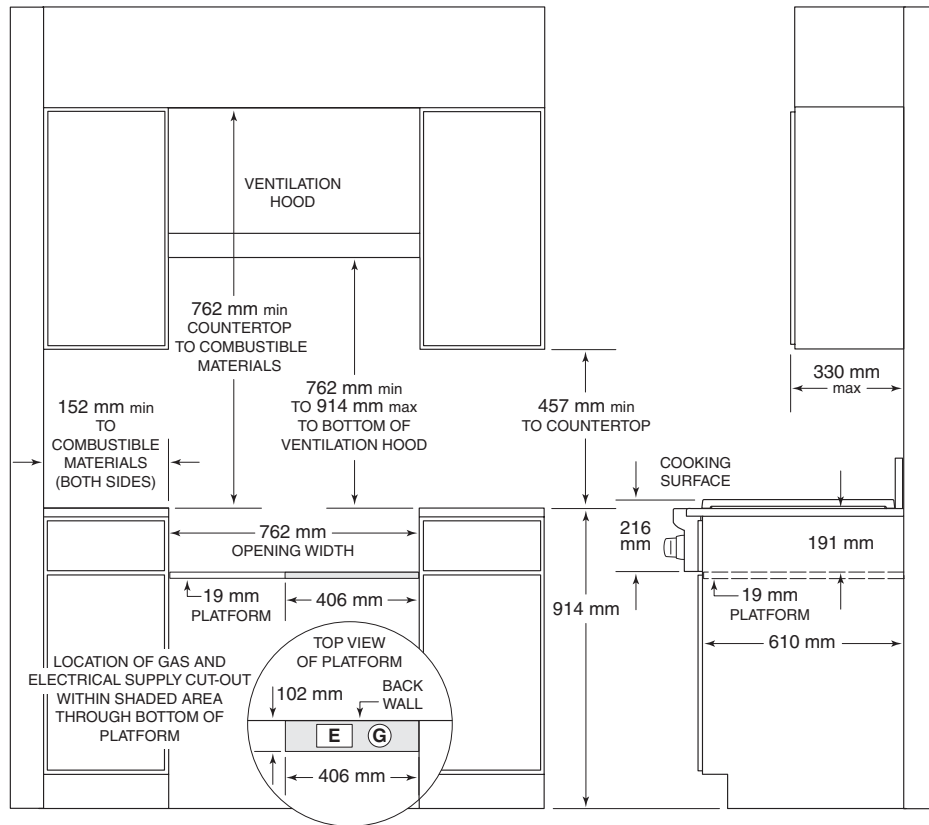 VENTILATION
HOOD
762 mm min
COUNTERTOP
TO COMBUSTIBLE
MATERIALS
762 mm min
TO 914 mm max
TO BOTTOM OF
VENTILATION HOOD
152 mm min
TO
COMBUSTIBLE
MATERIALS
(BOTH SIDES)
457 mm min
TO COUNTERTOP
330 mm
max
COOKING
SURFACE
762 mm
OPENING WIDTH
216
mm
191 mm
19 mm
PLATFORM
406 mm
914 mm
19 mm
PLATFORM
610 mm
LOCATION OF GAS AND
ELECTRICAL SUPPLY CUT-OUT
WITHIN SHADED AREA
THROUGH BOTTOM OF
PLATFORM
TOP VIEW
OF PLATFORM
102 mm
BACK
WALL
E G
406 mm